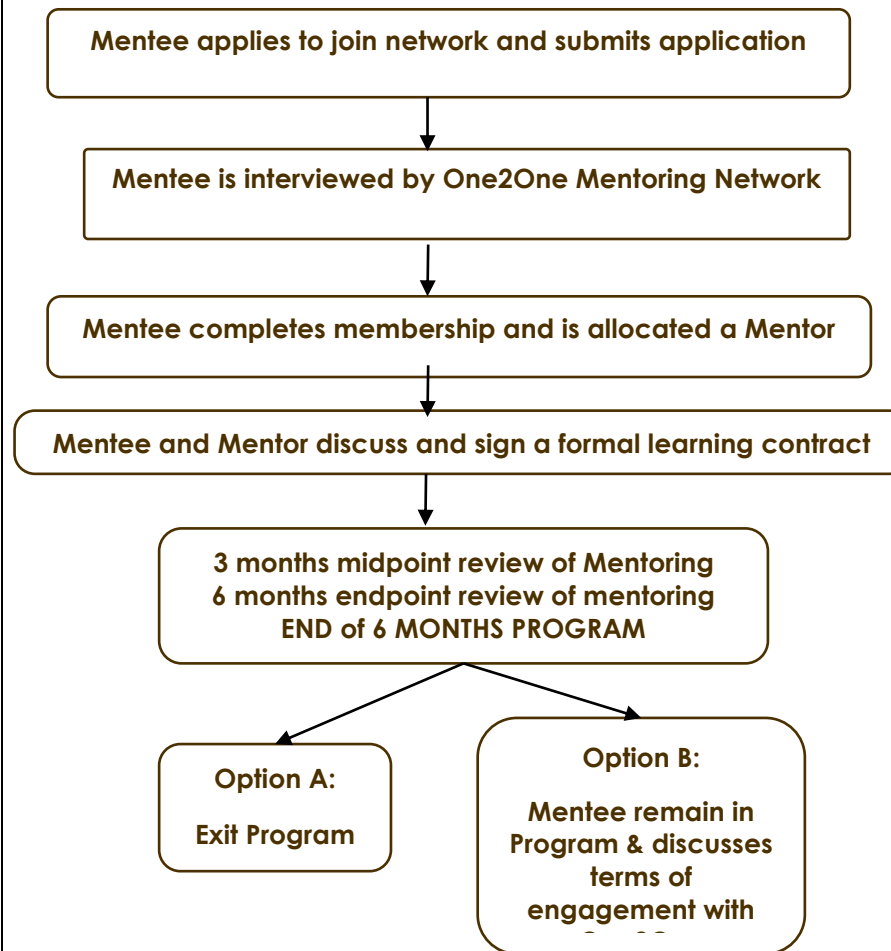 Mentee applies to join network and submits application
Mentee is interviewed by One2One Mentoring Network
Mentee completes membership and is allocated a Mentor
Mentee and Mentor discuss and sign a formal learning contract
3 months midpoint review of Mentoring
6 months endpoint review of mentoring
END of 6 MONTHS PROGRAM
Option A:
Exit Program
Option B:
Mentee remain in
Program & discusses
terms of
engagement with